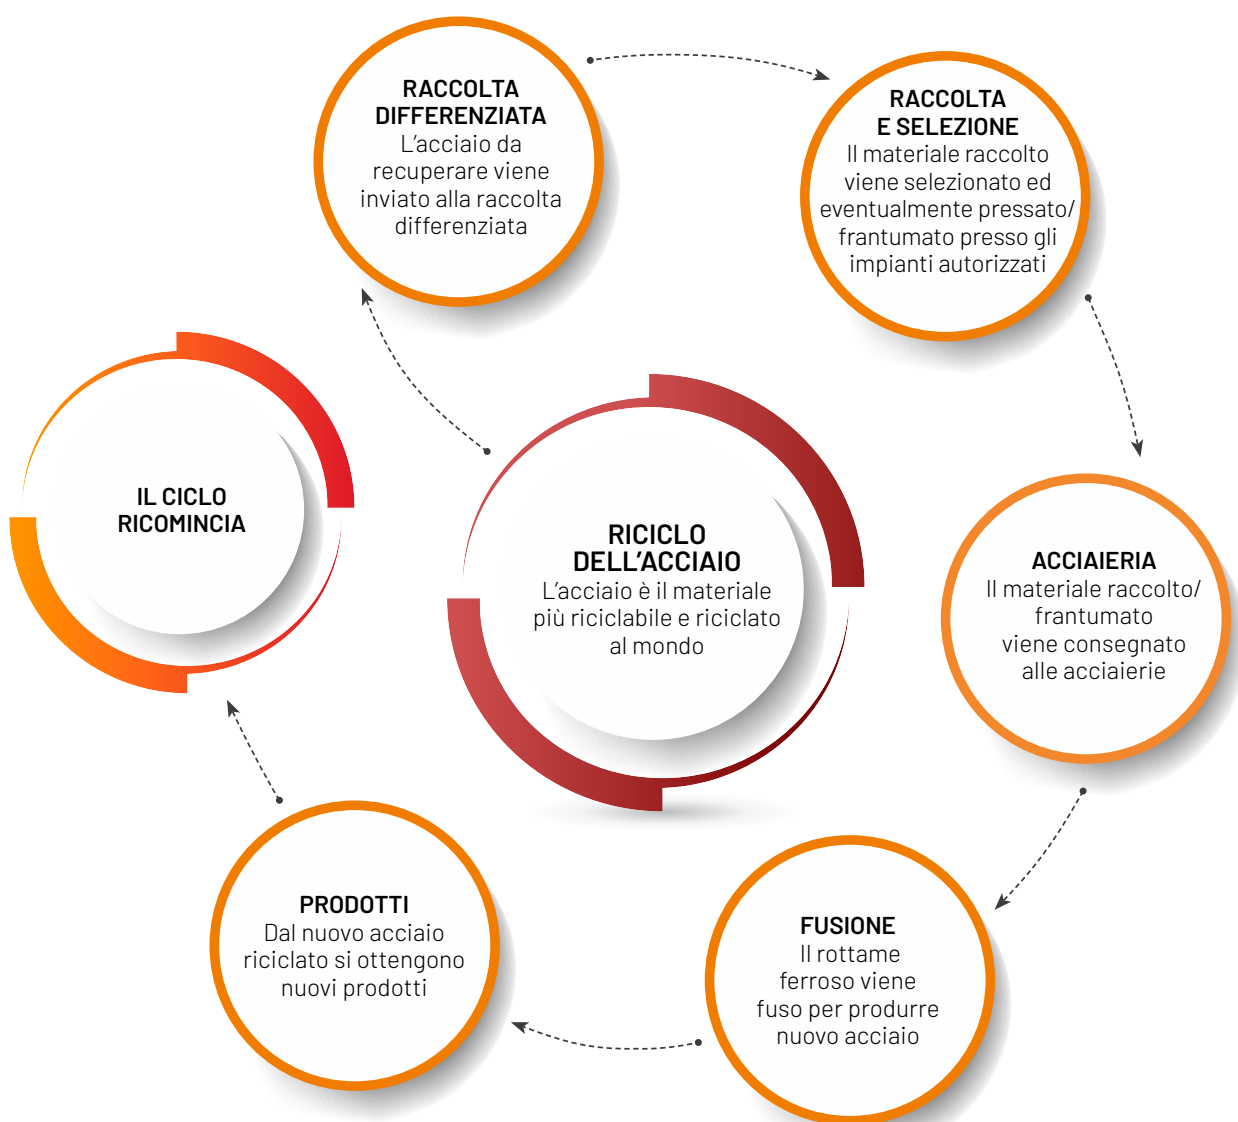 RACCOLTA
DIFFERENZIATA
L'acciaio da
recuperare viene
inviato alla raccolta
differenziata
RACCOLTA
E SELEZIONE
Il materiale raccolto
viene selezionato ed
eventualmente pressato/
frantumato presso gli
impianti autorizzati
IL CICLO
RICOMINCIA
RICICLO
DELL'ACCIAIO
L'acciaio è il materiale
più riciclabile e riciclato
al mondo
ACCIAIERIA
Il materiale raccolto/
frantumato
viene consegnato
alle acciaierie
PRODOTTI
Dal nuovo acciaio
riciclato si ottengono
nuovi prodotti
FUSIONE
Il rottame
ferroso viene
fuso per produrre
nuovo acciaio